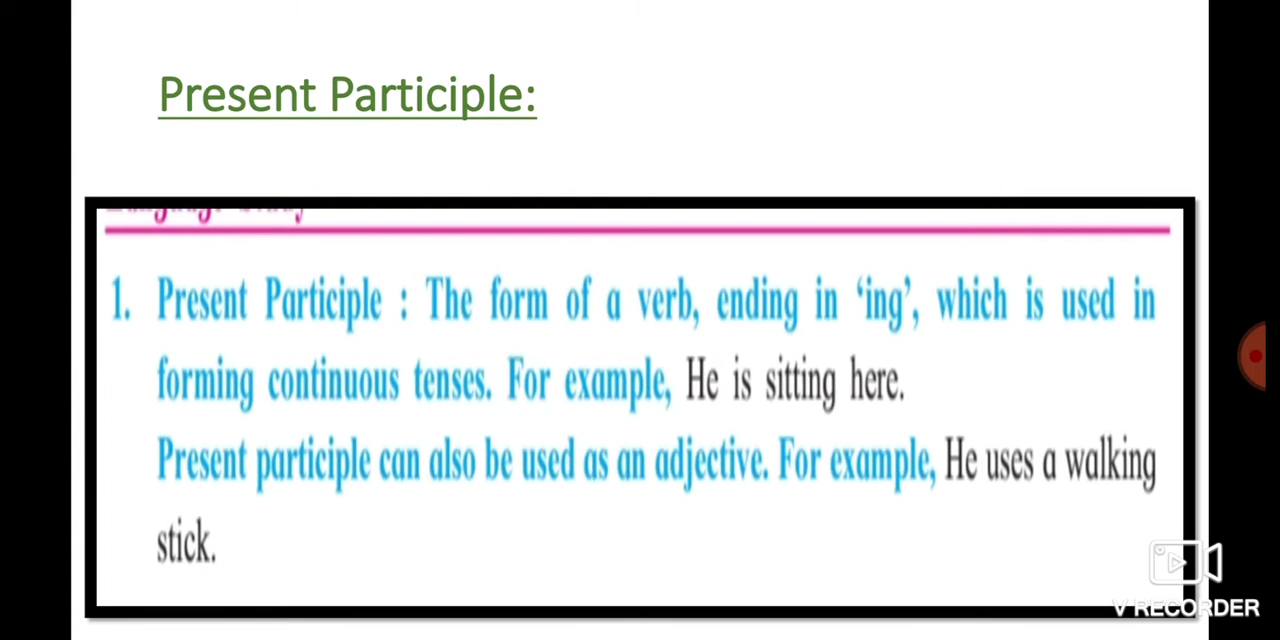 Present Participle:
Language Study
1. Present Participle : The form of a verb, ending in ‘ing’, which is used in
forming continuous tenses. For example, He is sitting here.
Present participle can also be used as an adjective. For example, He uses a walking
stick.
V RECORDER